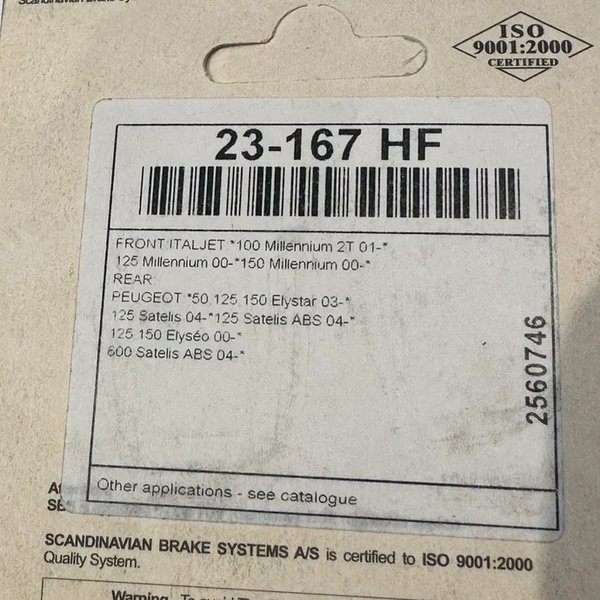 ISO
9001:2000
CERTIFIED
23-167 HF
FRONT ITALJET *100 Millennium 2T 01-*
125 Millennium 00-*150 Millennium 00-*
REAR
PEUGEOT *50,125,150 Elystar 03-*
125 Satelis 04-*125 Satelis ABS 04-*
125 150 Elyséo 00-*
600 Satelis ABS 04-*
2560746
Other applications - see catalogue
SCANDINAVIAN BRAKE SYSTEMS A/S is certified to ISO 9001:2000
Quality System.
Warning